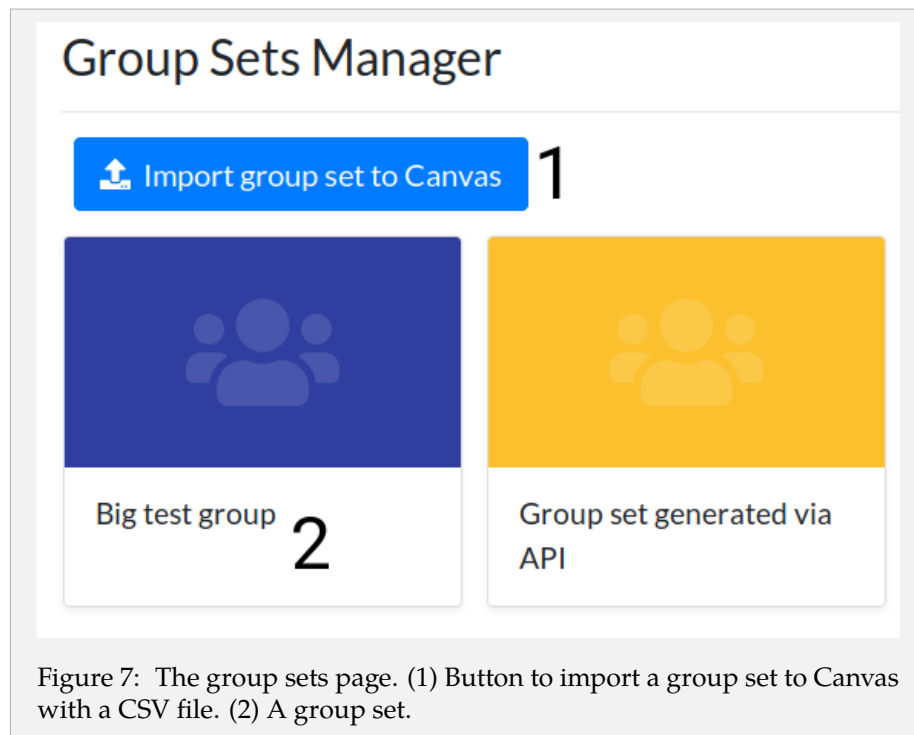 Group Sets Manager
Import group set to Canvas 1
Big test group 2
Group set generated via
API
Figure 7: The group sets page. (1) Button to import a group set to Canvas
with a CSV file. (2) A group set.